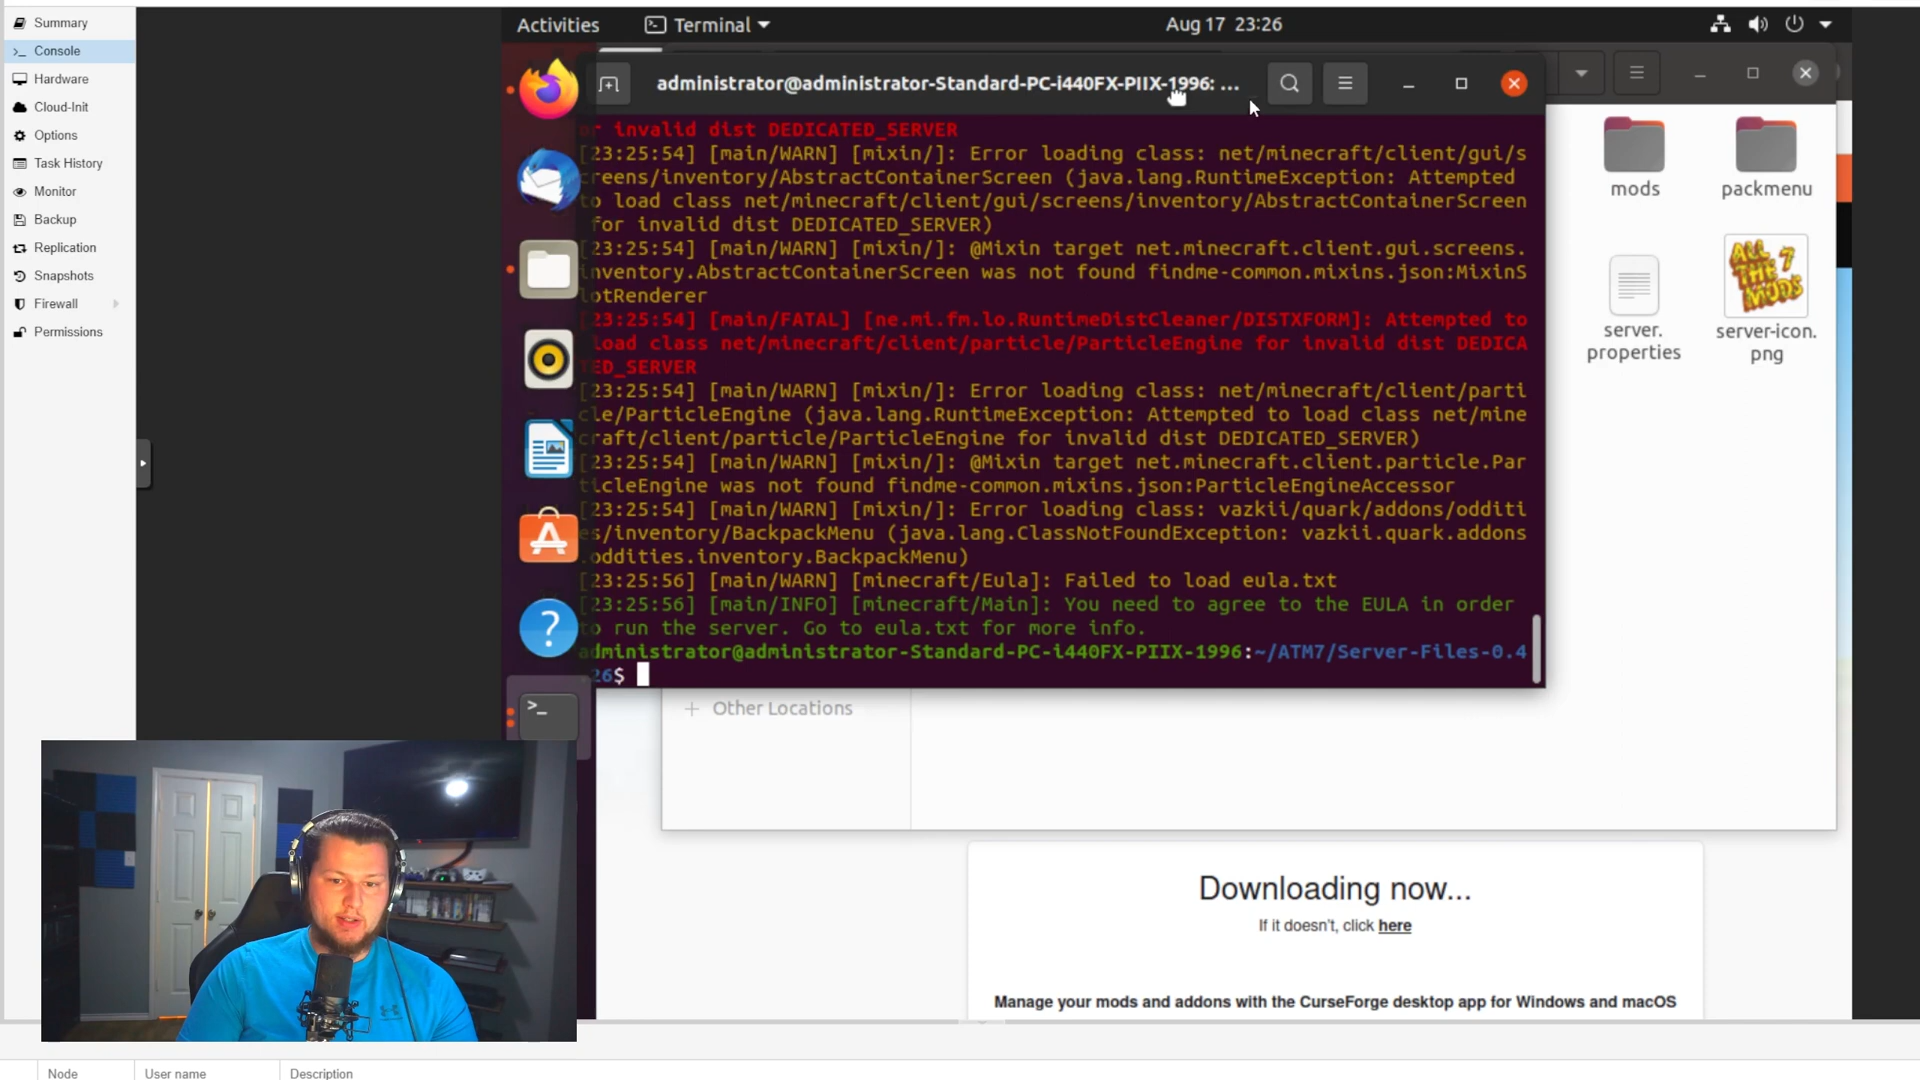 Summary
Console
Hardware
Cloud-Init
Options
Task History
Monitor
Backup
Replication
Snapshots
Firewall
Permissions
Activities
Terminal
Aug 17 23:26
administrator@administrator-Standard-PC-i440FX-PIIX-1996: ...
or invalid dist DEDICATED_SERVER
[23:25:54] [main/WARN] [mixin/]: Error loading class: net/minecraft/client/gui/s
creens/inventory/AbstractContainerScreen (java.lang.RuntimeException: Attempted
to load class net/minecraft/client/gui/screens/inventory/AbstractContainerScreen
for invalid dist DEDICATED_SERVER)
[23:25:54] [main/WARN] [mixin/]: @Mixin target net.minecraft.client.gui.screens.
inventory.AbstractContainerScreen was not found findme-common.mixins.json:MixinS
lotRenderer
[23:25:54] [main/FATAL] [ne.mi.fm.lo.RuntimeDistCleaner/DISTXFORM]: Attempted to
load class net/minecraft/client/particle/ParticleEngine for invalid dist DEDICA
TED_SERVER
[23:25:54] [main/WARN] [mixin/]: Error loading class: net/minecraft/client/parti
cle/ParticleEngine (java.lang.RuntimeException: Attempted to load class net/mine
craft/client/particle/ParticleEngine for invalid dist DEDICATED_SERVER)
[23:25:54] [main/WARN] [mixin/]: @Mixin target net.minecraft.client.particle.Par
ticleEngine was not found findme-common.mixins.json:ParticleEngineAccessor
[23:25:54] [main/WARN] [mixin/]: Error loading class: vazkii/quark/addons/odditi
es/inventory/BackpackMenu (java.lang.ClassNotFoundException: vazkii.quark.addons
.oddities.inventory.BackpackMenu)
[23:25:56] [main/WARN] [minecraft/Eula]: Failed to load eula.txt
[23:25:56] [main/INFO] [minecraft/Main]: You need to agree to the EULA in order
to run the server. Go to eula.txt for more info.
administrator@administrator-Standard-PC-i440FX-PIIX-1996:~/ATM7/Server-Files-0.4
.26$
mods
packmenu
ALL
THE 7
MODS
server.
properties
server-icon.
png
Other Locations
Downloading now...
If it doesn't, click here
Manage your mods and addons with the CurseForge desktop app for Windows and macOS
Node
User name
Description